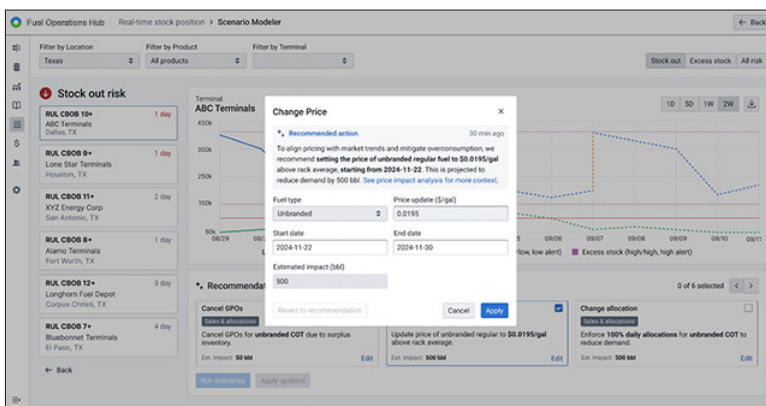 Fuel Operations Hub Real-time stock position > Scenario Modeler
← Back
Filter by Location
Filter by Product
Filter by Terminal
Texas
All products
Stock out Excess stock All risk
Stock out risk
RUL CBOB 10+ 1 day
ABC Terminals
Dallas, TX
RUL CBOB 9+ 1 day
Lone Star Terminals
Houston, TX
RUL CBOB 11+ 2 day
XYZ Energy Corp
San Antonio, TX
RUL CBOB 8+ 1 day
Alamo Terminals
Fort Worth, TX
RUL CBOB 12+ 3 day
Longhorn Fuel Depot
Corpus Christi, TX
RUL CBOB 7+ 4 day
Bluebonnet Terminals
El Paso, TX
← Back
Terminal
ABC Terminals
1D 5D 1W 2W
450k
350k
250k
150k
50k
08/29 08/30
05/06 09/07 09/08 09/09 09/10 09/11
/low, low alert) Excess stock (high/high, high alert)
Change Price
Recommended action 30 min ago
To align pricing with market trends and mitigate overconsumption, we
recommend setting the price of unbranded regular fuel to $0.0195/gal
above rack average, starting from 2024-11-22. This is projected to
reduce demand by 500 bbl. See price impact analysis for more context.
Fuel type
Price update ($/gal)
Unbranded
0.0195
Start date
End date
2024-11-22
2024-11-30
Estimated impact (bbl)
500
Revert to recommendation
Cancel
Apply
Recommendat
0 of 6 selected
Cancel GPOs
Sales & allocations
Cancel GPOs for unbranded COT due to surplus
inventory.
Est. Impact: 50 bbl Edit
Update price of unbranded regular to $0.0195/gal
above rack average.
Est. Impact: 500 bbl Edit
Change allocation
Sales & allocations
Enforce 100% daily allocations for unbranded COT to
reduce demand.
Est. Impact: 500 bbl Edit
Run scenarios
Apply updates